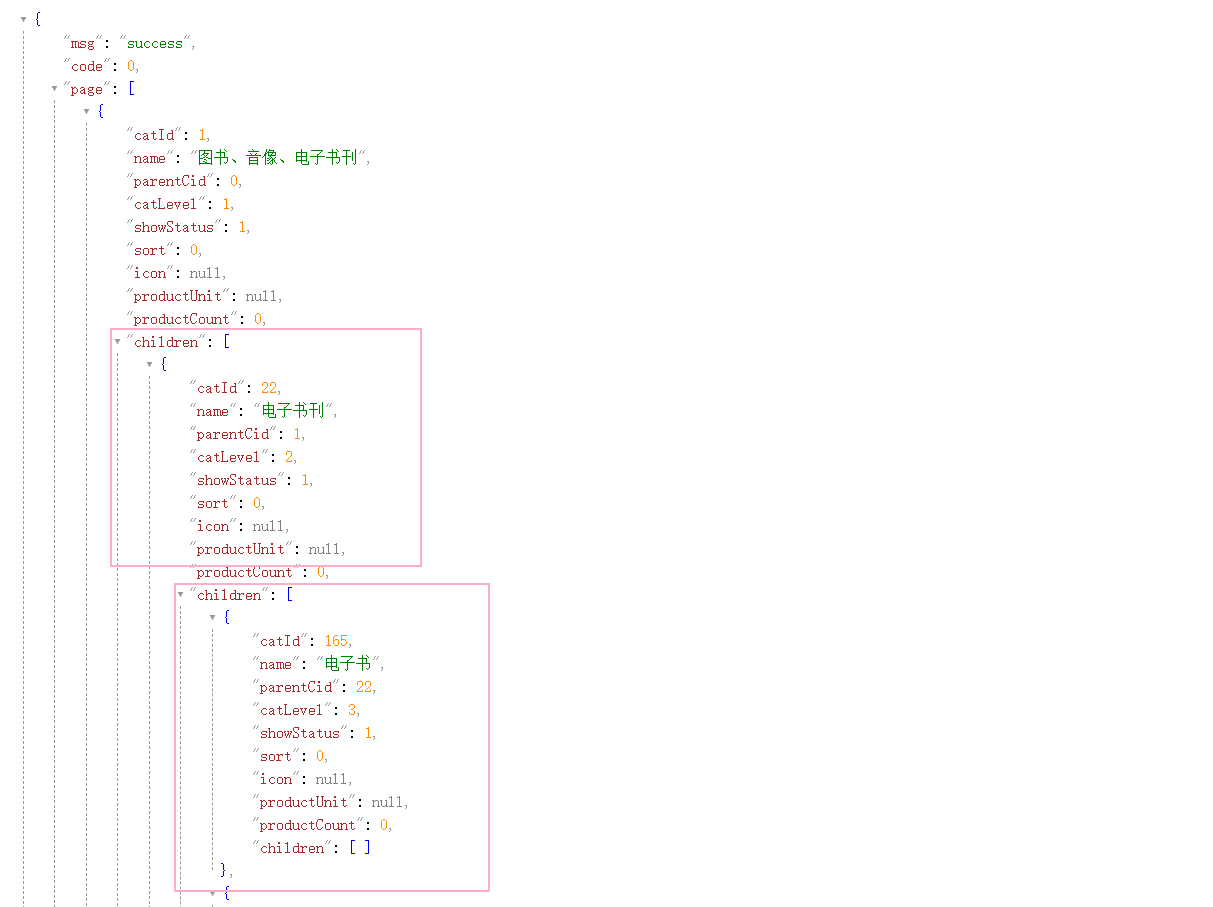 {
"msg": "success",
"code": 0,
"page": [
{
"catId": 1,
"name": "图书、音像、电子书刊",
"parentCid": 0,
"catLevel": 1,
"showStatus": 1,
"sort": 0,
"icon": null,
"productUnit": null,
"productCount": 0,
"children": [
{
"catId": 22,
"name": "电子书刊",
"parentCid": 1,
"catLevel": 2,
"showStatus": 1,
"sort": 0,
"icon": null,
"productUnit": null,
"productCount": 0,
"children": [
{
"catId": 165,
"name": "电子书",
"parentCid": 22,
"catLevel": 3,
"showStatus": 1,
"sort": 0,
"icon": null,
"productUnit": null,
"productCount": 0,
"children": [ ]
},
{